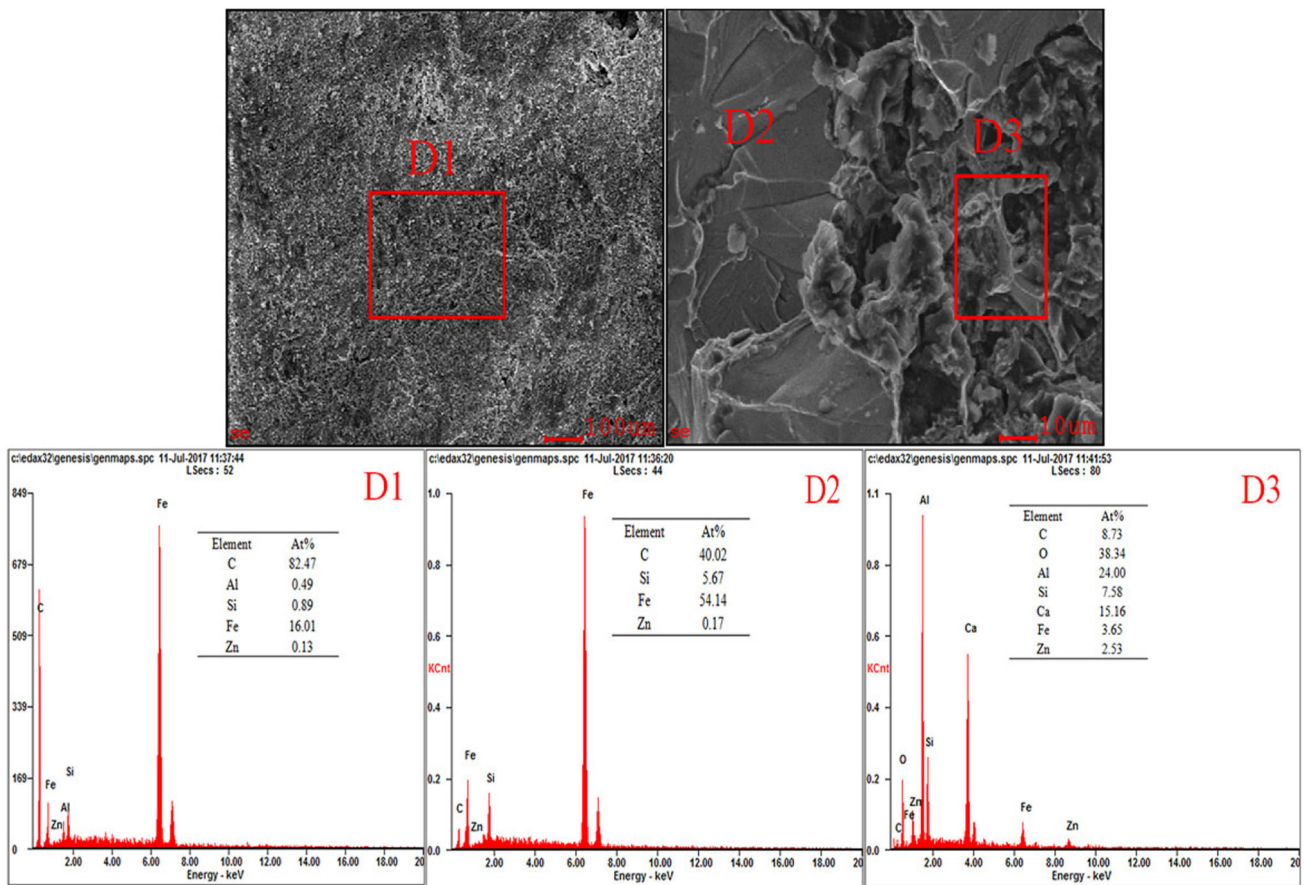 D1
se
100um
D2
D3
se
10um
c:\edax32\genesis\genmaps.spc 11-Jul-2017 11:37:44
LSecs : 52
D1
849
679
509
339
169
0
C
Fe
Zn
Al
Si
Fe
Element At%
C 82.47
Al 0.49
Si 0.89
Fe 16.01
Zn 0.13
2.00 4.00 6.00 8.00 10.00 12.00 14.00 16.00 18.00 20.0
Energy - keV
c:\edax32\genesis\genmaps.spc 11-Jul-2017 11:36:20
LSecs : 44
D2
1.0
0.8
0.6
KCnt
0.4
0.2
0.0
C
Fe
Zn
Si
Fe
Element At%
C 40.02
Si 5.67
Fe 54.14
Zn 0.17
2.00 4.00 6.00 8.00 10.00 12.00 14.00 16.00 18.00 20.0
Energy - keV
c:\edax32\genesis\genmaps.spc 11-Jul-2017 11:41:53
LSecs : 80
D3
1.1
0.9
0.7
KCnt
0.4
0.2
0.0
C
O
Fe
Zn
Al
Si
Ca
Fe
Zn
Element At%
C 8.73
O 38.34
Al 24.00
Si 7.58
Ca 15.16
Fe 3.65
Zn 2.53
2.00 4.00 6.00 8.00 10.00 12.00 14.00 16.00 18.00 20.0
Energy - keV